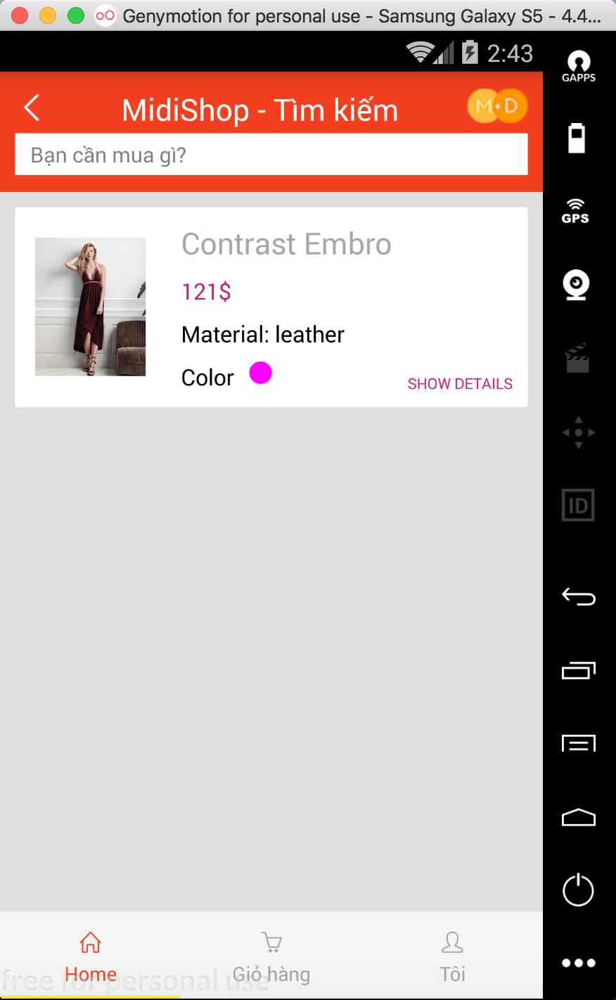 Genymotion for personal use - Samsung Galaxy S5 - 4.4...
2:43
GAPPS
MidiShop - Tìm kiếm
M D
Bạn cần mua gì?
GPS
Contrast Embro
121$
Material: leather
Color
SHOW DETAILS
ID
Home
Giỏ hàng
Tôi
free for personal use